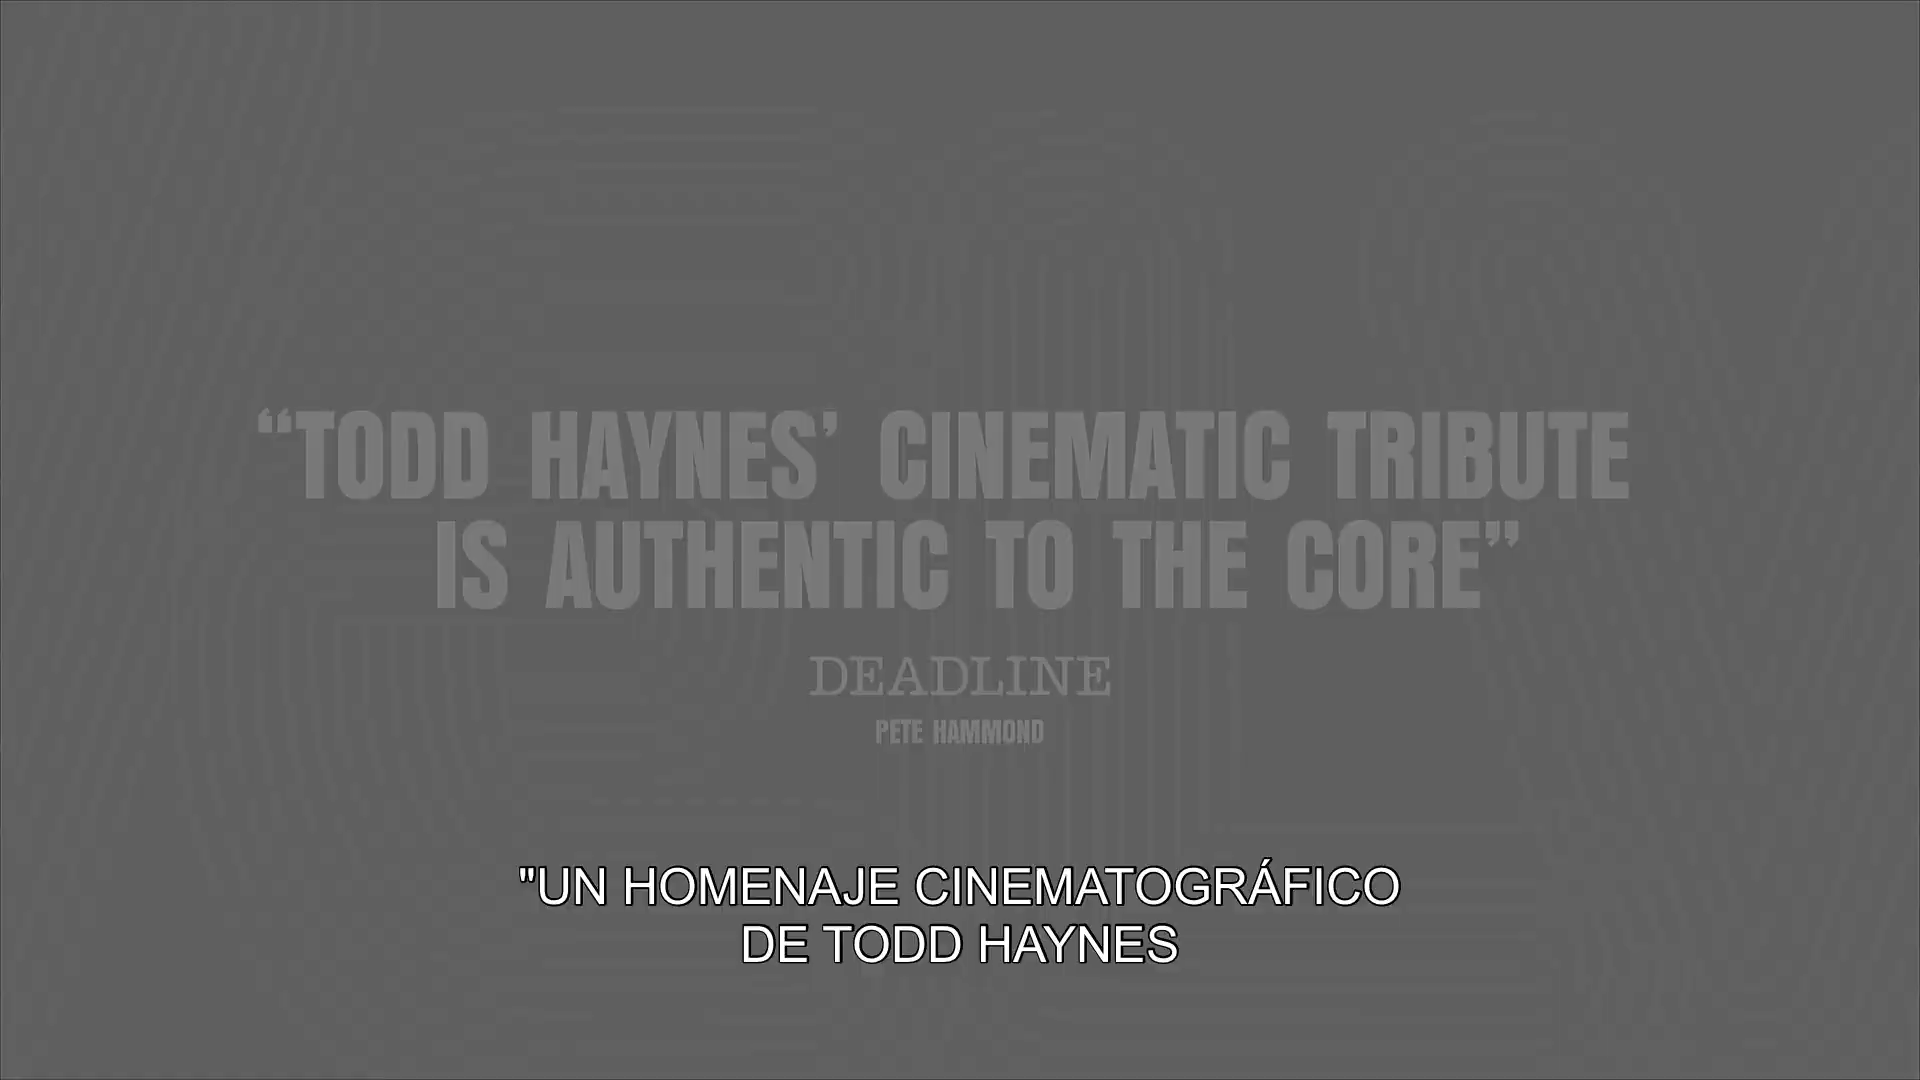 “TODD HAYNES’ CINEMATIC TRIBUTE
IS AUTHENTIC TO THE CORE”
DEADLINE
PETE HAMMOND
"UN HOMENAJE CINEMATOGRÁFICO
DE TODD HAYNES